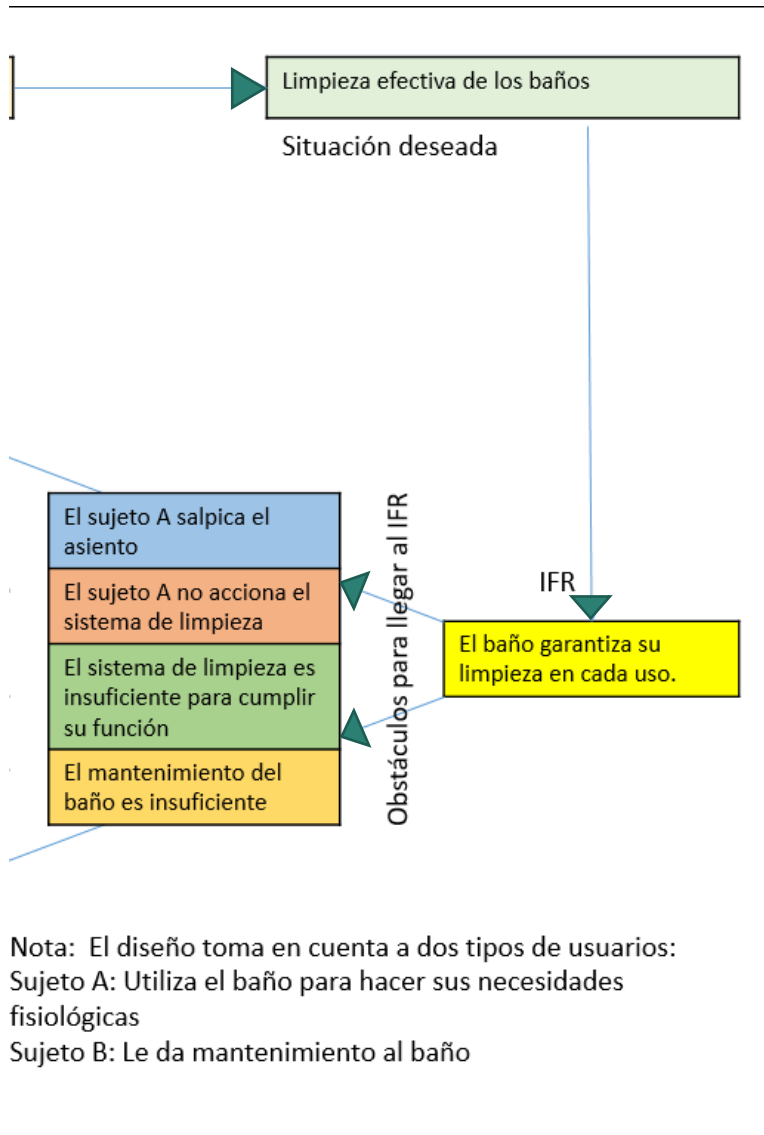 Limpieza efectiva de los baños
Situación deseada
El sujeto A salpica el
asiento
El sujeto A no acciona el
sistema de limpieza
El sistema de limpieza es
insuficiente para cumplir
su función
El mantenimiento del
baño es insuficiente
Obstáculos para llegar al IFR
IFR
El baño garantiza su
limpieza en cada uso.
Nota:  El diseño toma en cuenta a dos tipos de usuarios:
Sujeto A: Utiliza el baño para hacer sus necesidades
fisiológicas
Sujeto B: Le da mantenimiento al baño